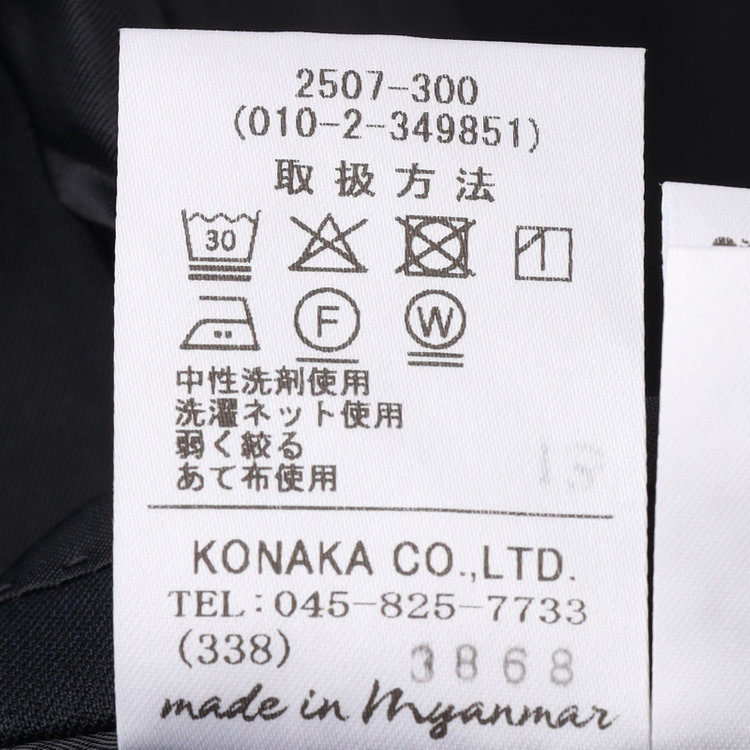 2507-300
(010-2-349851)
取扱方法
30
F W
中性洗剤使用
洗濯ネット使用
弱く絞る
あて布使用
13
KONAKA CO.,LTD.
TEL:045-825-7733
(338) 3868
made in Myanmar